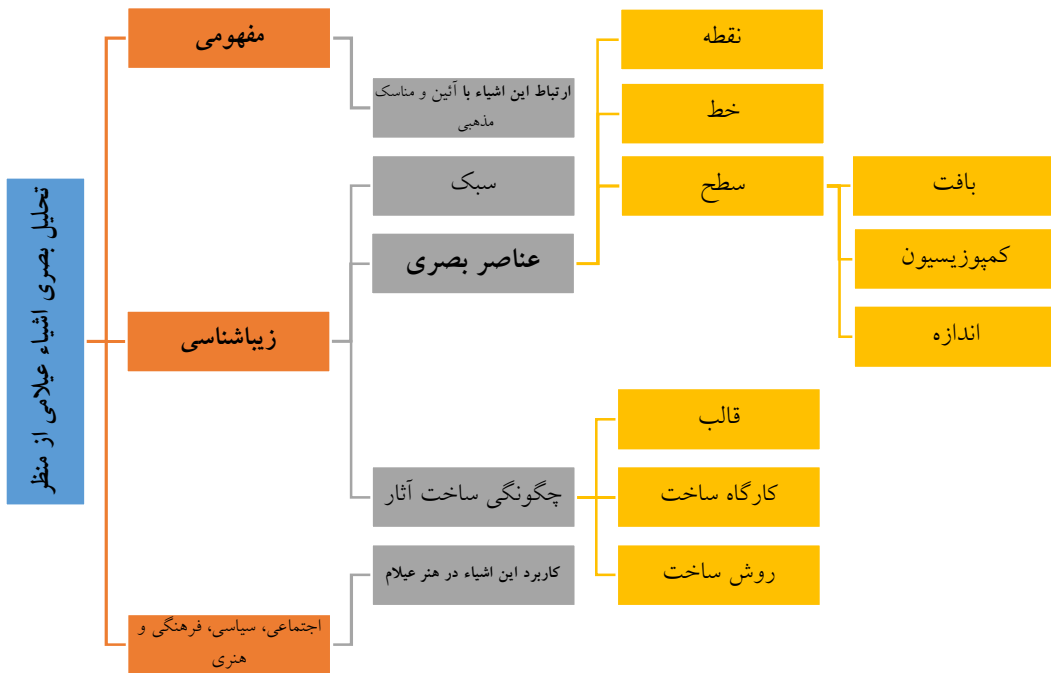 تحلیل بصری اشیاء عیلامی از منظر
مفهومی
ارتباط این اشیاء با آئین و مناسک
مذهبی
زیباشناسی
سبک
عناصر بصری
نقطه
خط
سطح
بافت
کمپوزیسیون
اندازه
چگونگی ساخت آثار
قالب
کارگاه ساخت
روش ساخت
اجتماعی، سیاسی، فرهنگی و
هنری
کاربرد این اشیاء در هنر عیلام